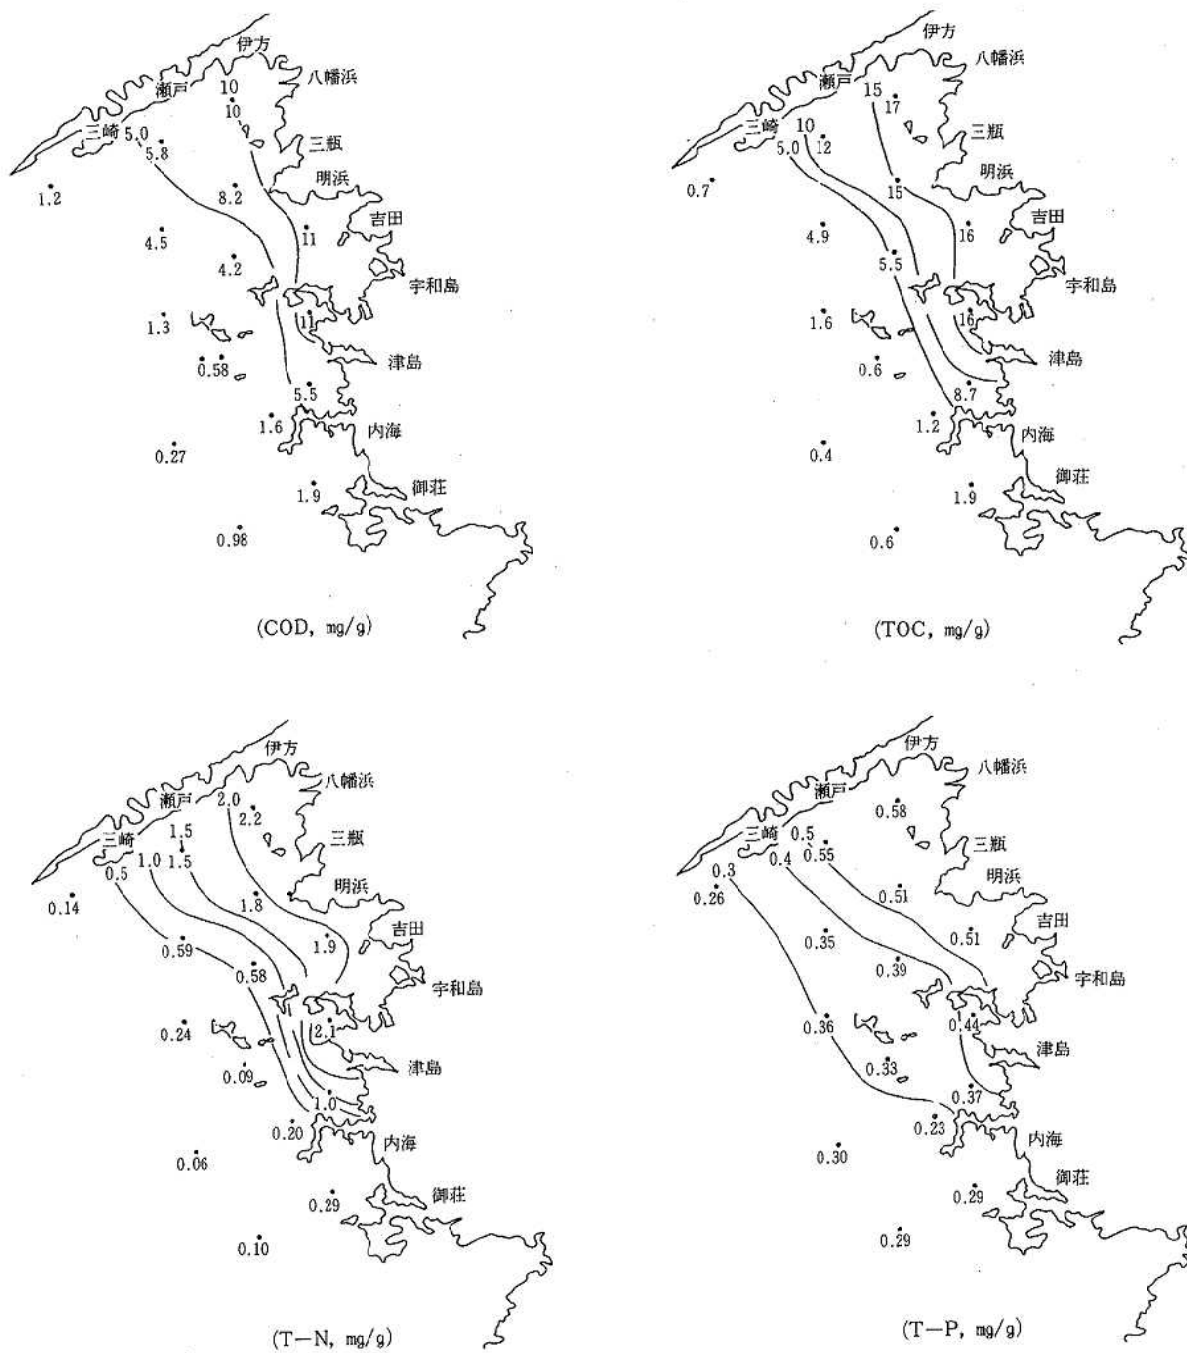 伊方
八幡浜
瀬戸
10
10
三崎
5.0
5.8
三瓶
1.2
8.2
明浜
4.5
11
吉田
4.2
宇和島
1.3
11
0.58
津島
5.5
1.6
内海
0.27
1.9
御荘
0.98
(COD, mg/g)
伊方
八幡浜
瀬戸
15
17
三崎
10
5.0
12
三瓶
0.7
15
明浜
4.9
16
吉田
5.5
宇和島
1.6
16
0.6
津島
8.7
1.2
内海
0.4
1.9
御荘
0.6
(TOC, mg/g)
伊方
八幡浜
瀬戸
2.0
2.2
三崎
1.5
1.0
1.5
0.5
三瓶
0.14
1.8
明浜
0.59
1.9
吉田
0.58
宇和島
0.24
2.1
0.09
津島
1.0
0.20
内海
0.06
0.29
御荘
0.10
(T-N, mg/g)
伊方
八幡浜
瀬戸
0.58
三崎
0.5
0.4
0.55
0.3
三瓶
0.26
0.51
明浜
0.35
0.51
吉田
0.39
宇和島
0.36
0.44
0.33
津島
0.37
0.23
内海
0.30
0.29
御荘
0.29
(T-P, mg/g)